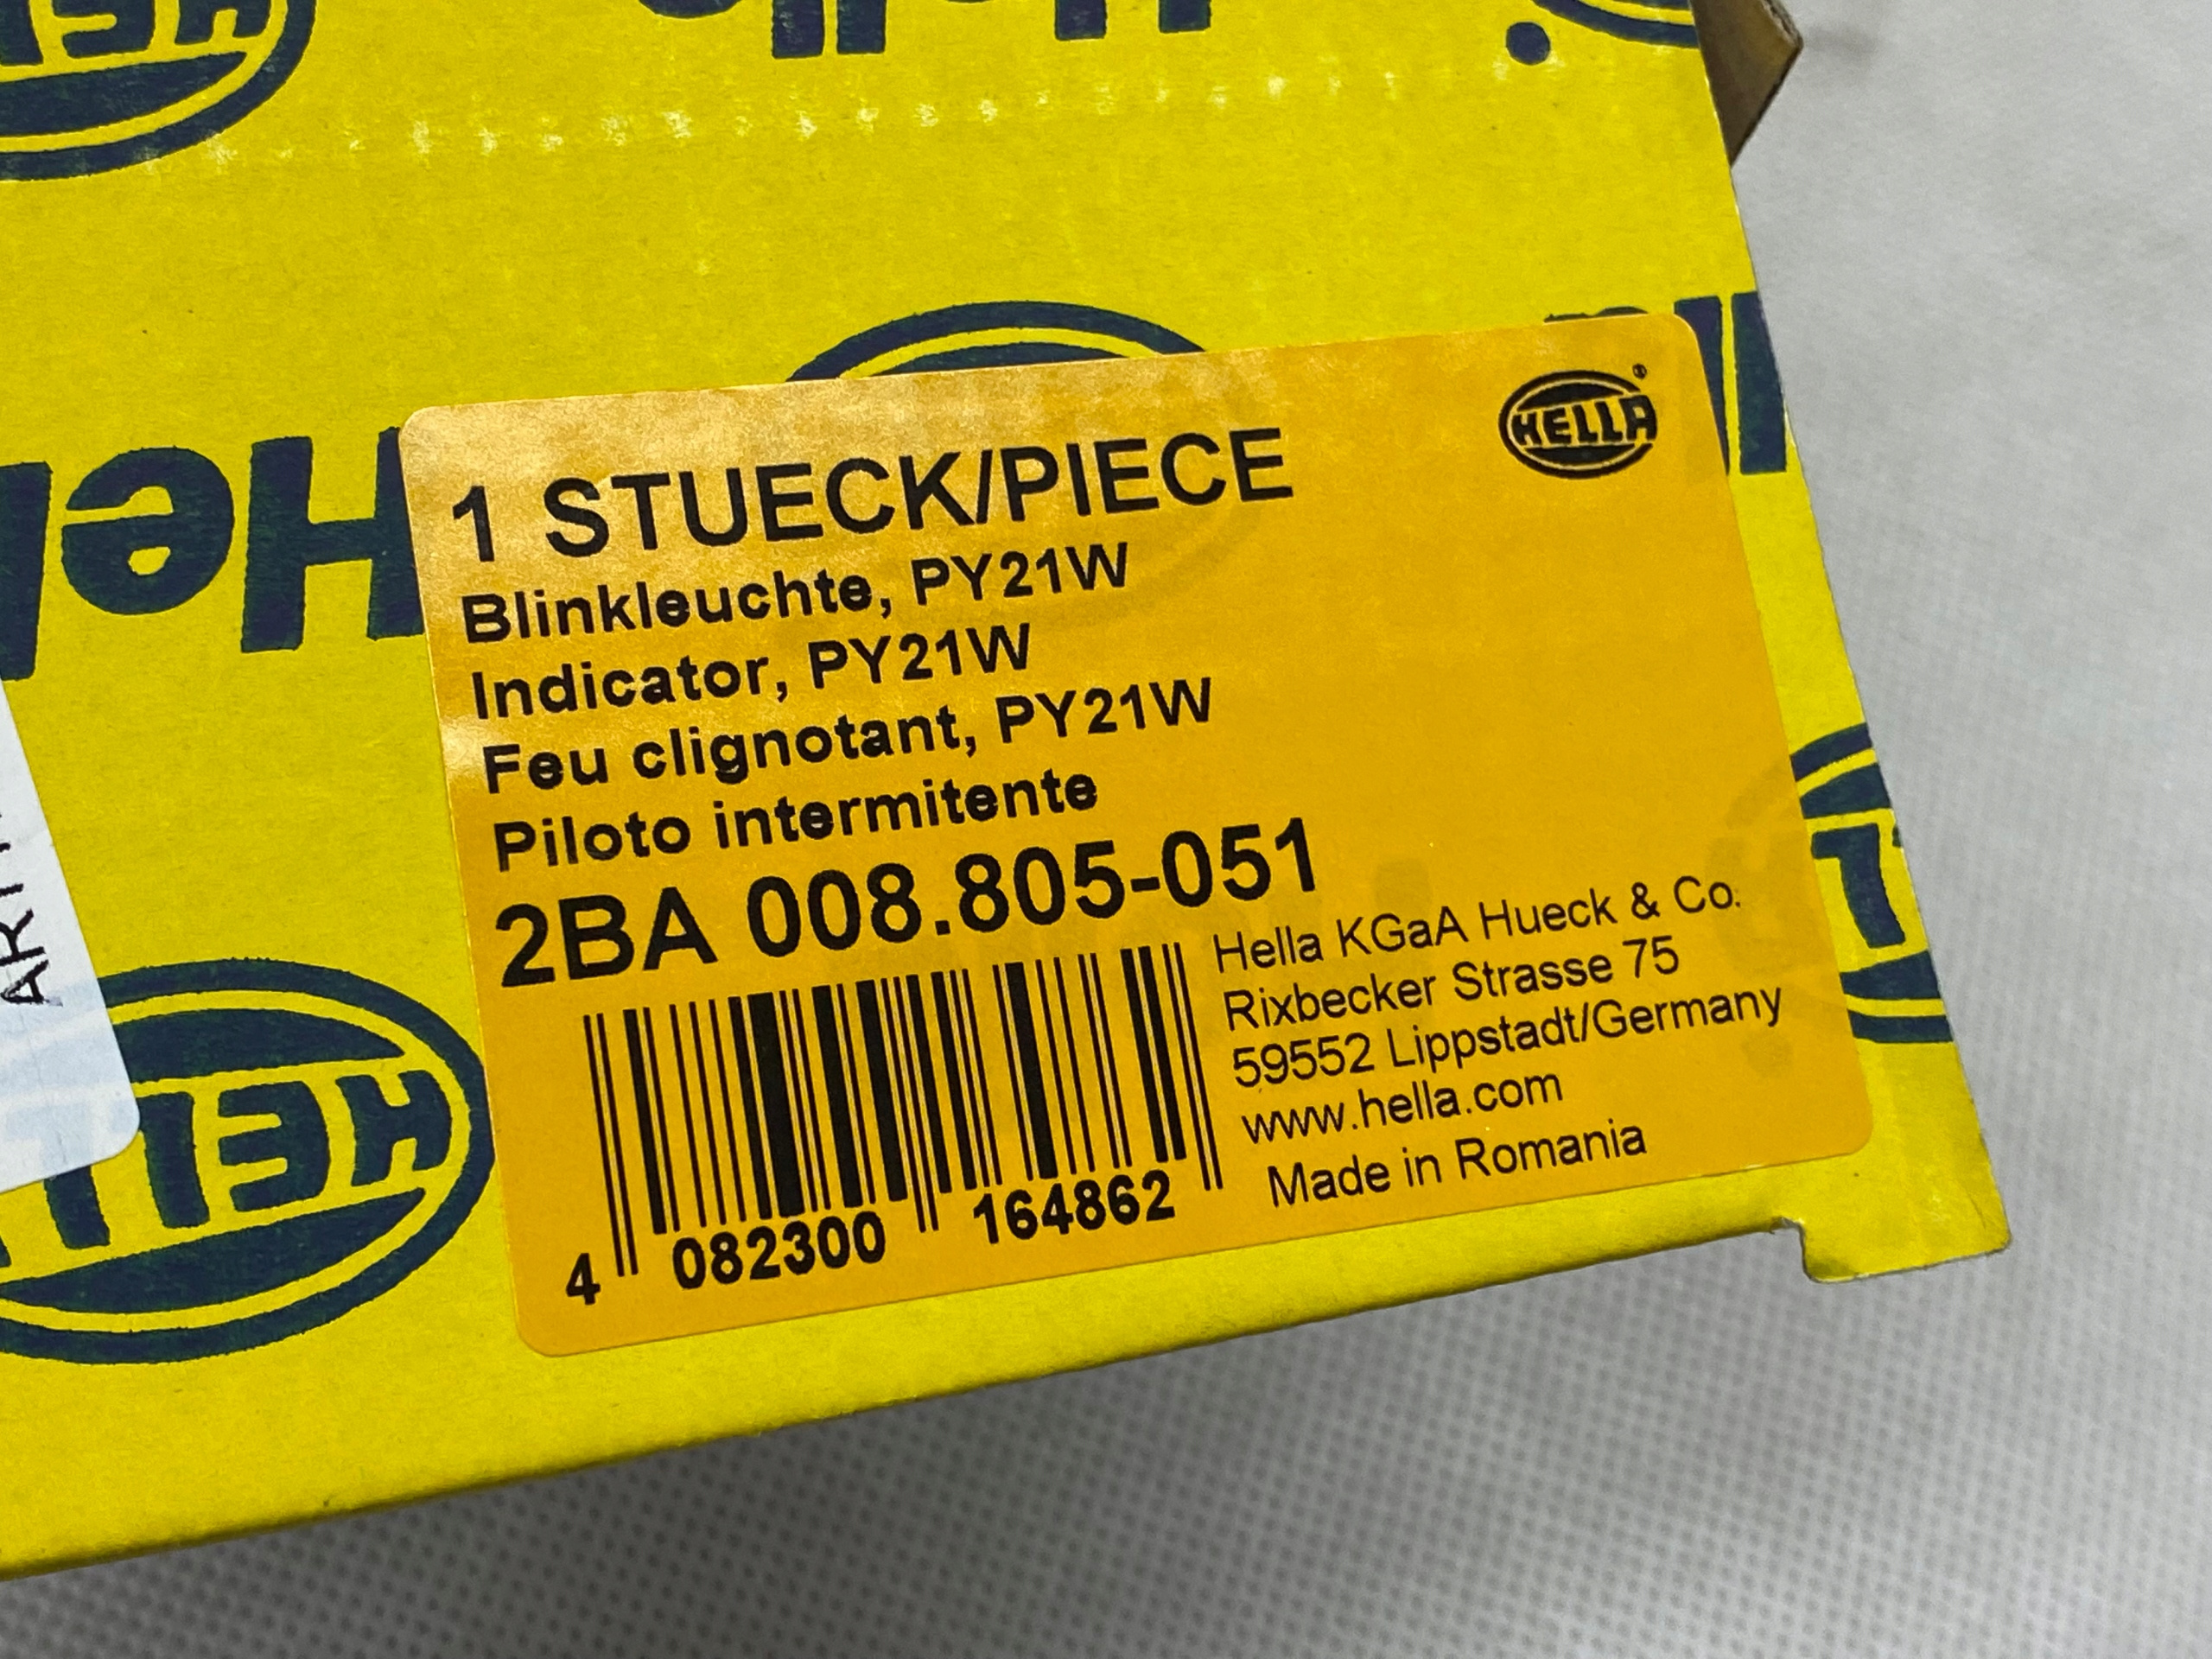 HELLA
1 STUECK/PIECE
Blinkleuchte, PY21W
Indicator, PY21W
Feu clignotant, PY21W
Piloto intermitente
2BA 008.805-051
Hella KGaA Hueck & Co.
Rixbecker Strasse 75
59552 Lippstadt/Germany
www.hella.com
Made in Romania
4 082300 164862